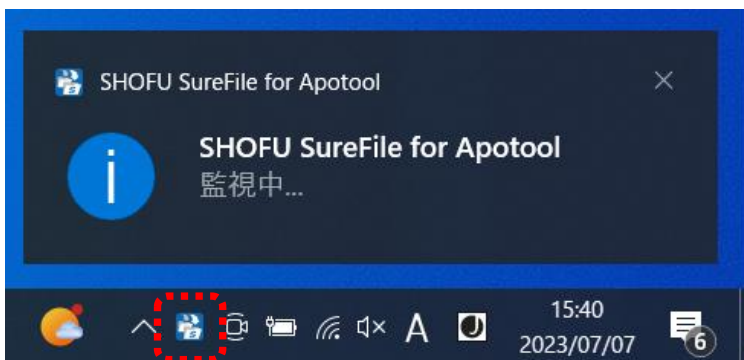 SHOFU SureFile for Apotool
SHOFU SureFile for Apotool
監視中...
A
15:40
2023/07/07
6